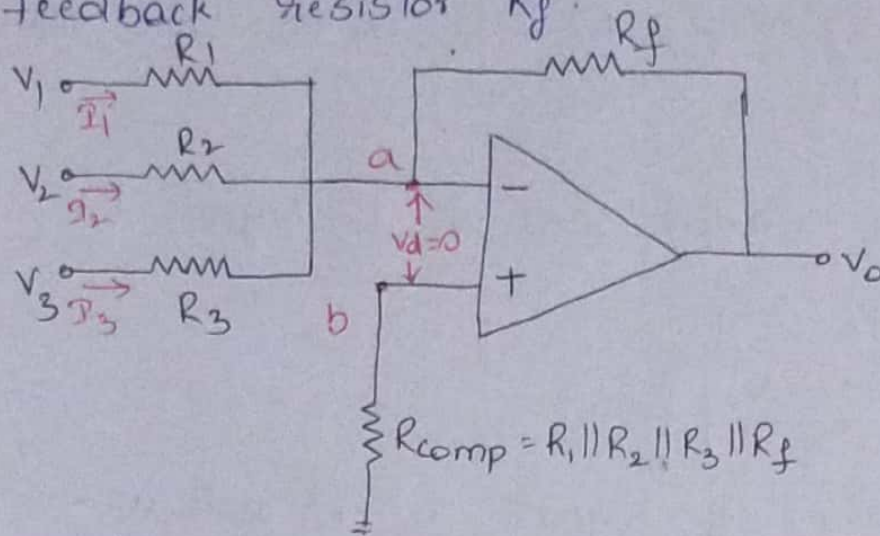 feedback resistor Rf.
R1
Rf
V1
I1
R2
a
V2
I2
-
Vd=0
V3
I3
R3
b
+
Vo
Rcomp = R1||R2||R3||Rf